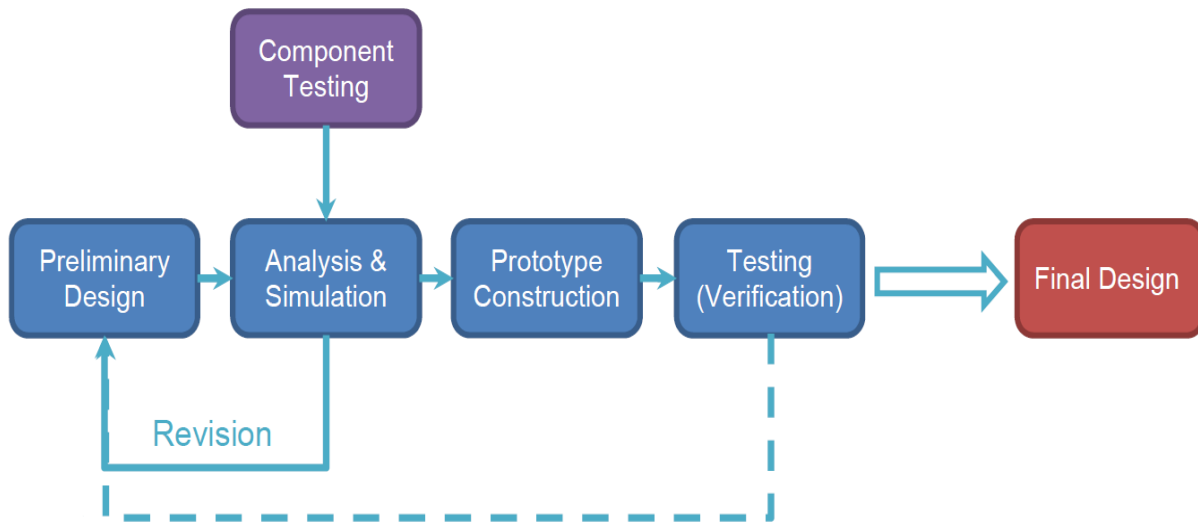 Component
Testing
Preliminary
Design
Analysis &
Simulation
Prototype
Construction
Testing
(Verification)
Final Design
Revision